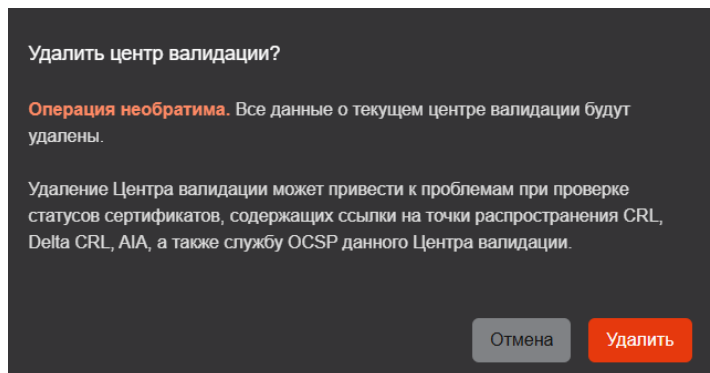 Удалить центр валидации?
Операция необратима. Все данные о текущем центре валидации будут
удалены.
Удаление Центра валидации может привести к проблемам при проверке
статусов сертификатов, содержащих ссылки на точки распространения CRL,
Delta CRL, AIA, а также службу OCSP данного Центра валидации.
Отмена
Удалить